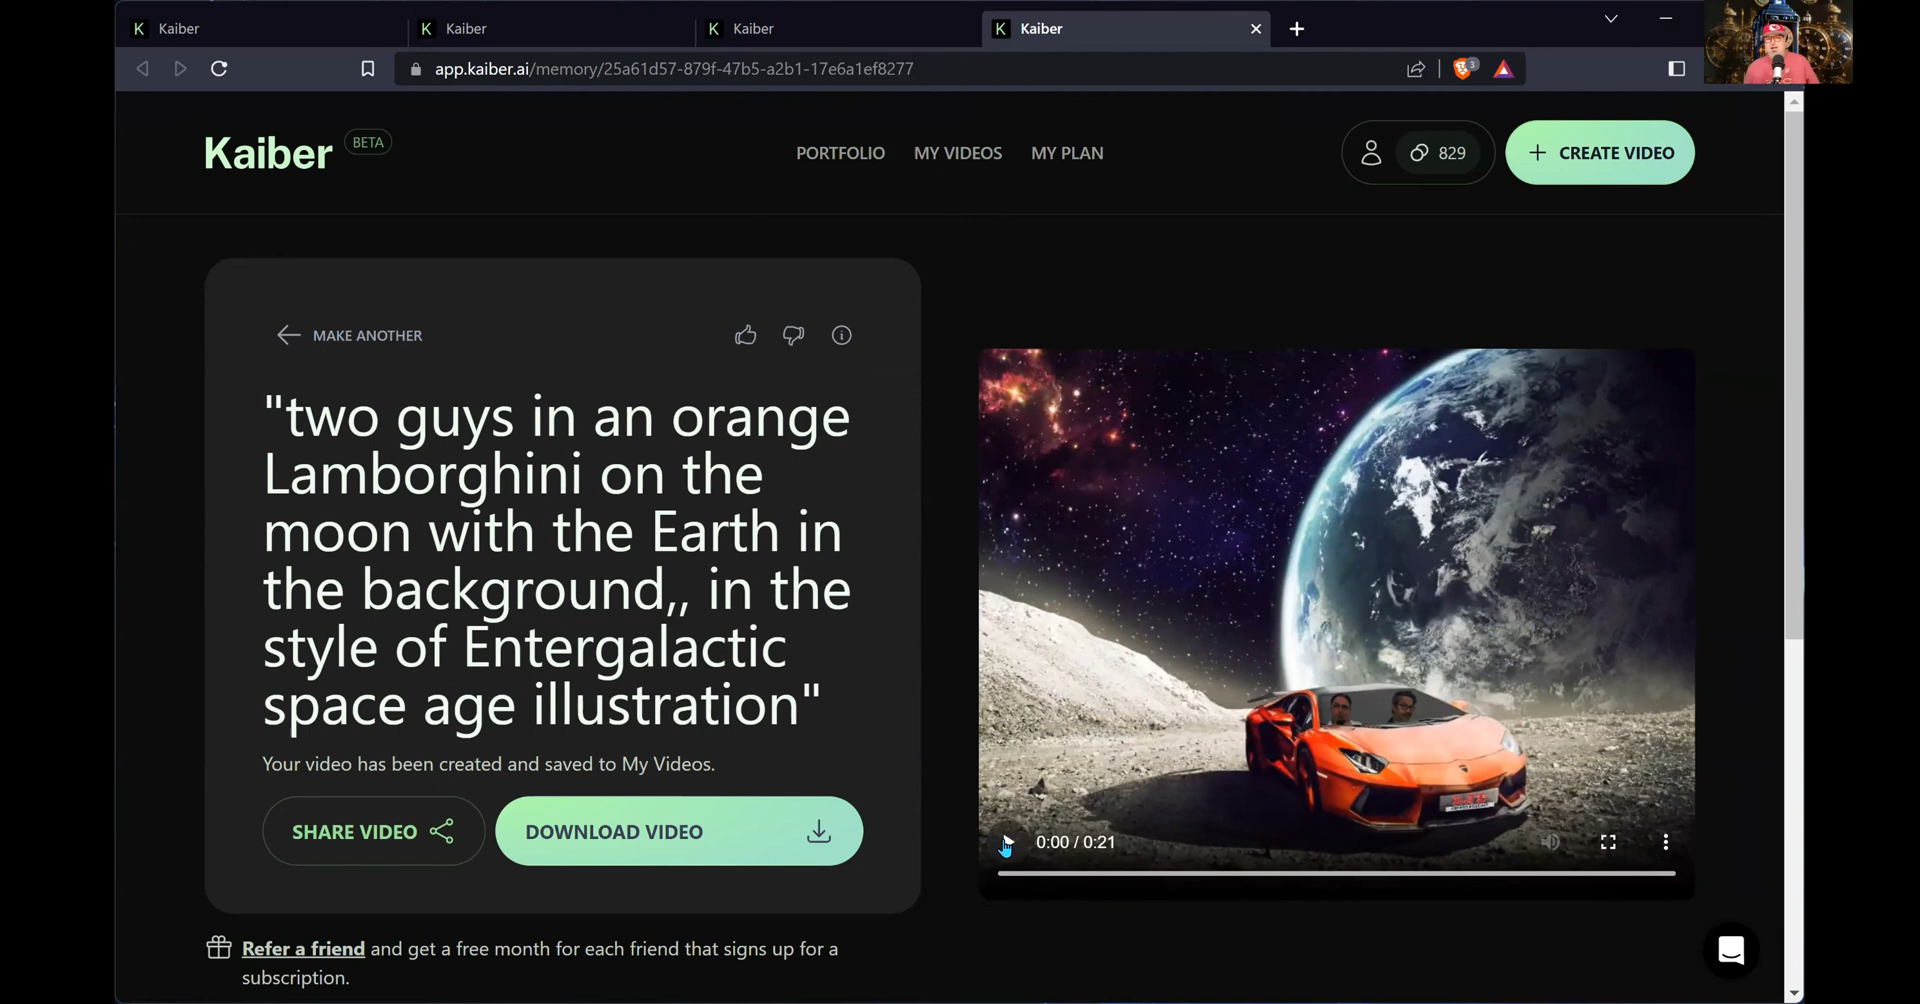 Kaiber
Kaiber
Kaiber
Kaiber
app.kaiber.ai/memory/25a61d57-879f-47b5-a2b1-17e6a1ef8277
3
Kaiber BETA
PORTFOLIO
MY VIDEOS
MY PLAN
829
CREATE VIDEO
MAKE ANOTHER
"two guys in an orange
Lamborghini on the
moon with the Earth in
the background,, in the
style of Entergalactic
space age illustration"
Your video has been created and saved to My Videos.
SHARE VIDEO
DOWNLOAD VIDEO
0:00 / 0:21
Refer a friend and get a free month for each friend that signs up for a
subscription.